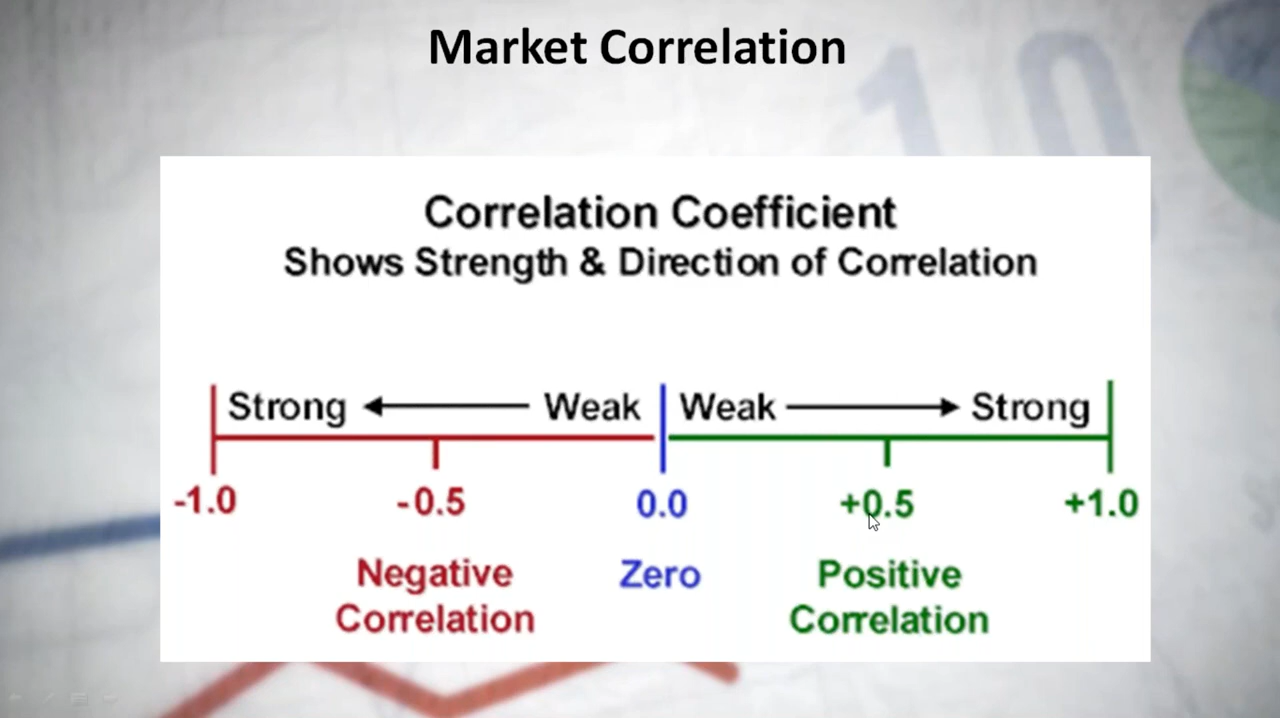 Market Correlation
Correlation Coefficient
Shows Strength & Direction of Correlation
Strong Weak Weak Strong
-1.0 -0.5 0.0 +0.5 +1.0
Negative Zero Positive
Correlation Correlation
10